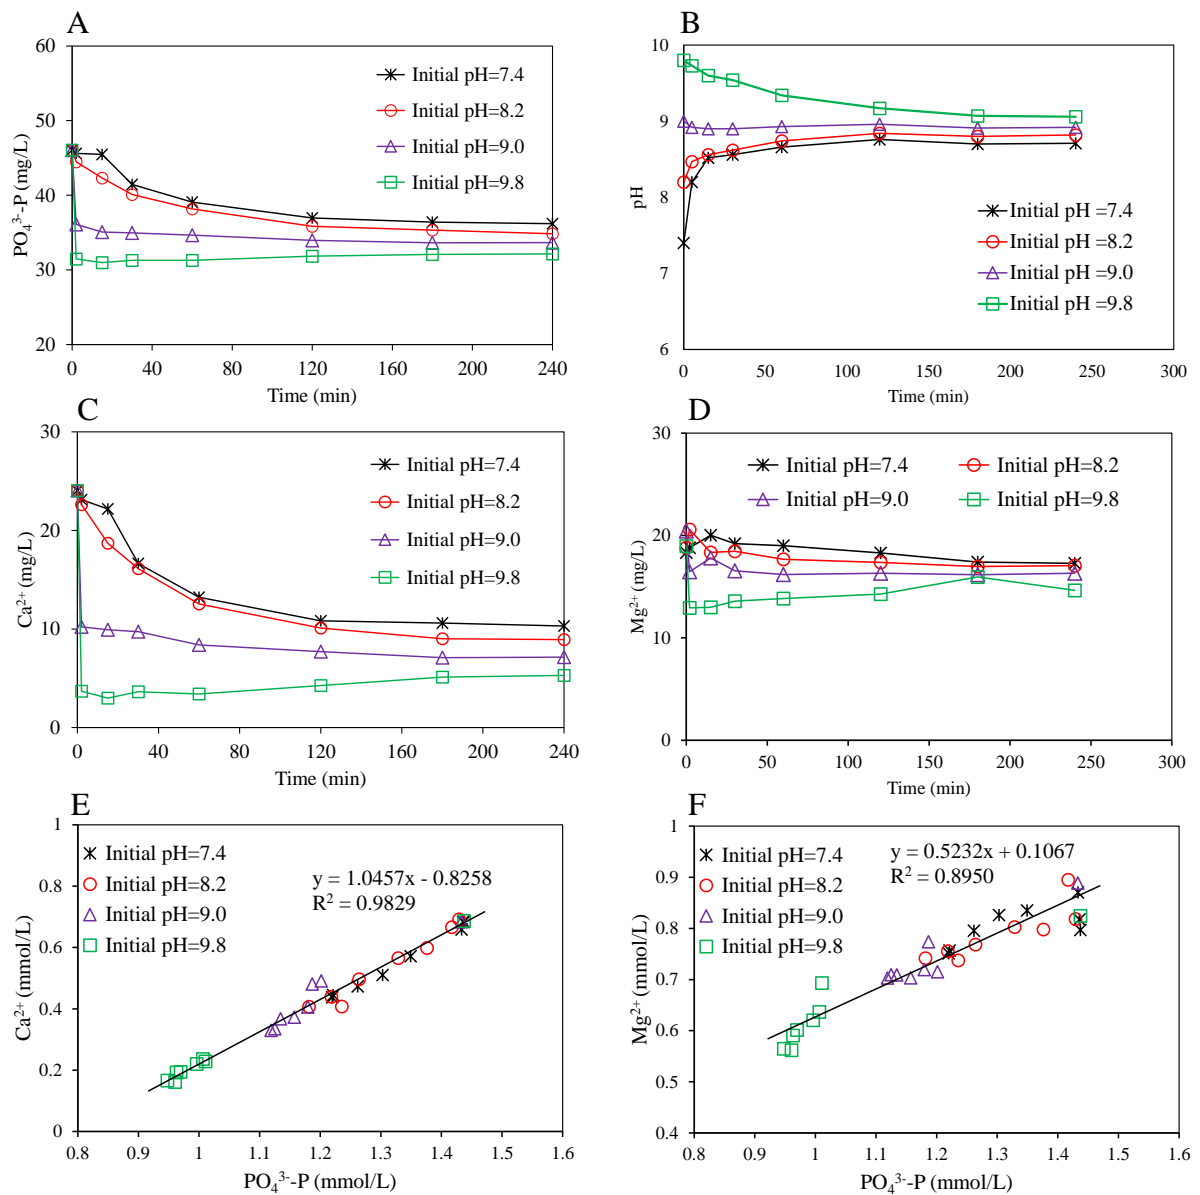 A
60
50
40
30
20
PO₄³⁻-P (mg/L)
0 40 80 120 160 200 240
Time (min)
Initial pH=7.4
Initial pH=8.2
Initial pH=9.0
Initial pH=9.8
B
10
9
8
7
6
pH
0 50 100 150 200 250 300
Time (min)
Initial pH =7.4
Initial pH =8.2
Initial pH =9.0
Initial pH =9.8
C
30
20
10
0
Ca²⁺ (mg/L)
0 40 80 120 160 200 240
Time (min)
Initial pH=7.4
Initial pH=8.2
Initial pH=9.0
Initial pH=9.8
D
30
20
10
0
Mg²⁺ (mg/L)
0 50 100 150 200 250 300
Time (min)
Initial pH=7.4 Initial pH=8.2
Initial pH=9.0 Initial pH=9.8
E
1
0.8
0.6
0.4
0.2
0
Ca²⁺ (mmol/L)
0.8 0.9 1 1.1 1.2 1.3 1.4 1.5 1.6
PO₄³⁻-P (mmol/L)
Initial pH=7.4
Initial pH=8.2
Initial pH=9.0
Initial pH=9.8
y = 1.0457x - 0.8258
R² = 0.9829
F
1
0.9
0.8
0.7
0.6
0.5
0.4
Mg²⁺ (mmol/L)
0.8 0.9 1 1.1 1.2 1.3 1.4 1.5 1.6
PO₄³⁻-P (mmol/L)
Initial pH=7.4
Initial pH=8.2
Initial pH=9.0
Initial pH=9.8
y = 0.5232x + 0.1067
R² = 0.8950